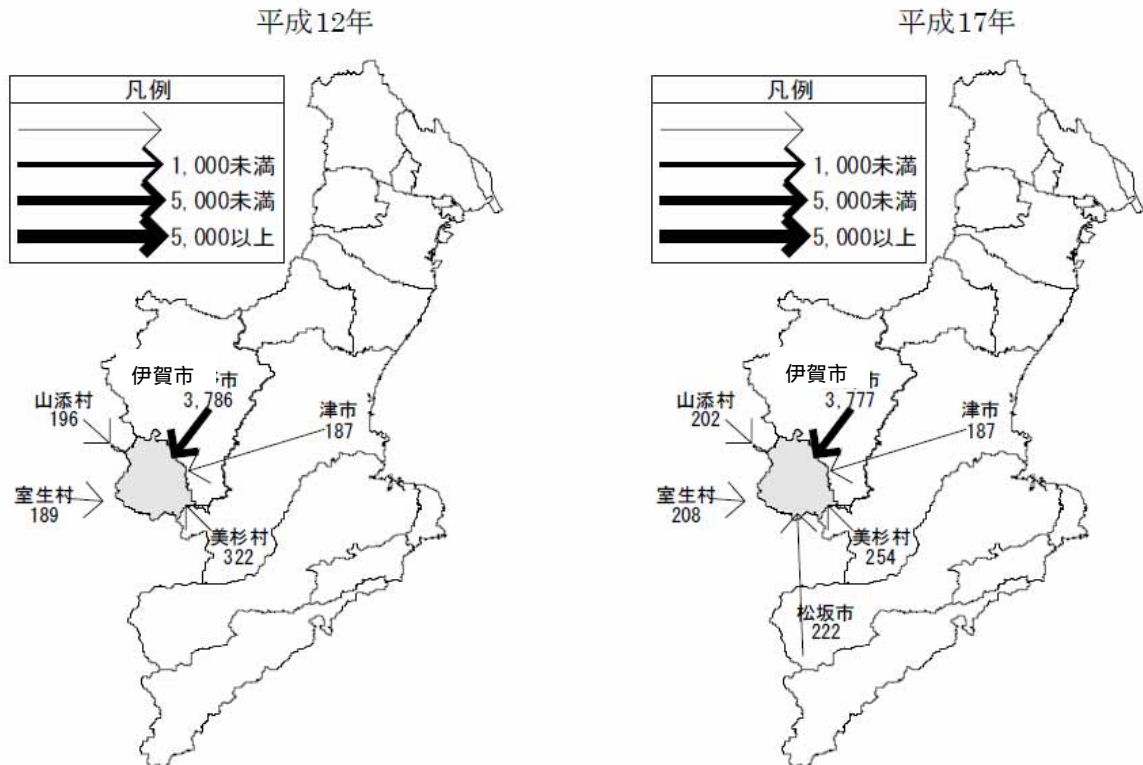 平成12年
凡例
1,000未満
5,000未満
5,000以上
伊賀市 市
3,786
山添村
196
津市
187
室生村
189
美杉村
322
平成17年
凡例
1,000未満
5,000未満
5,000以上
伊賀市 市
3,777
山添村
202
津市
187
室生村
208
美杉村
254
松坂市
222